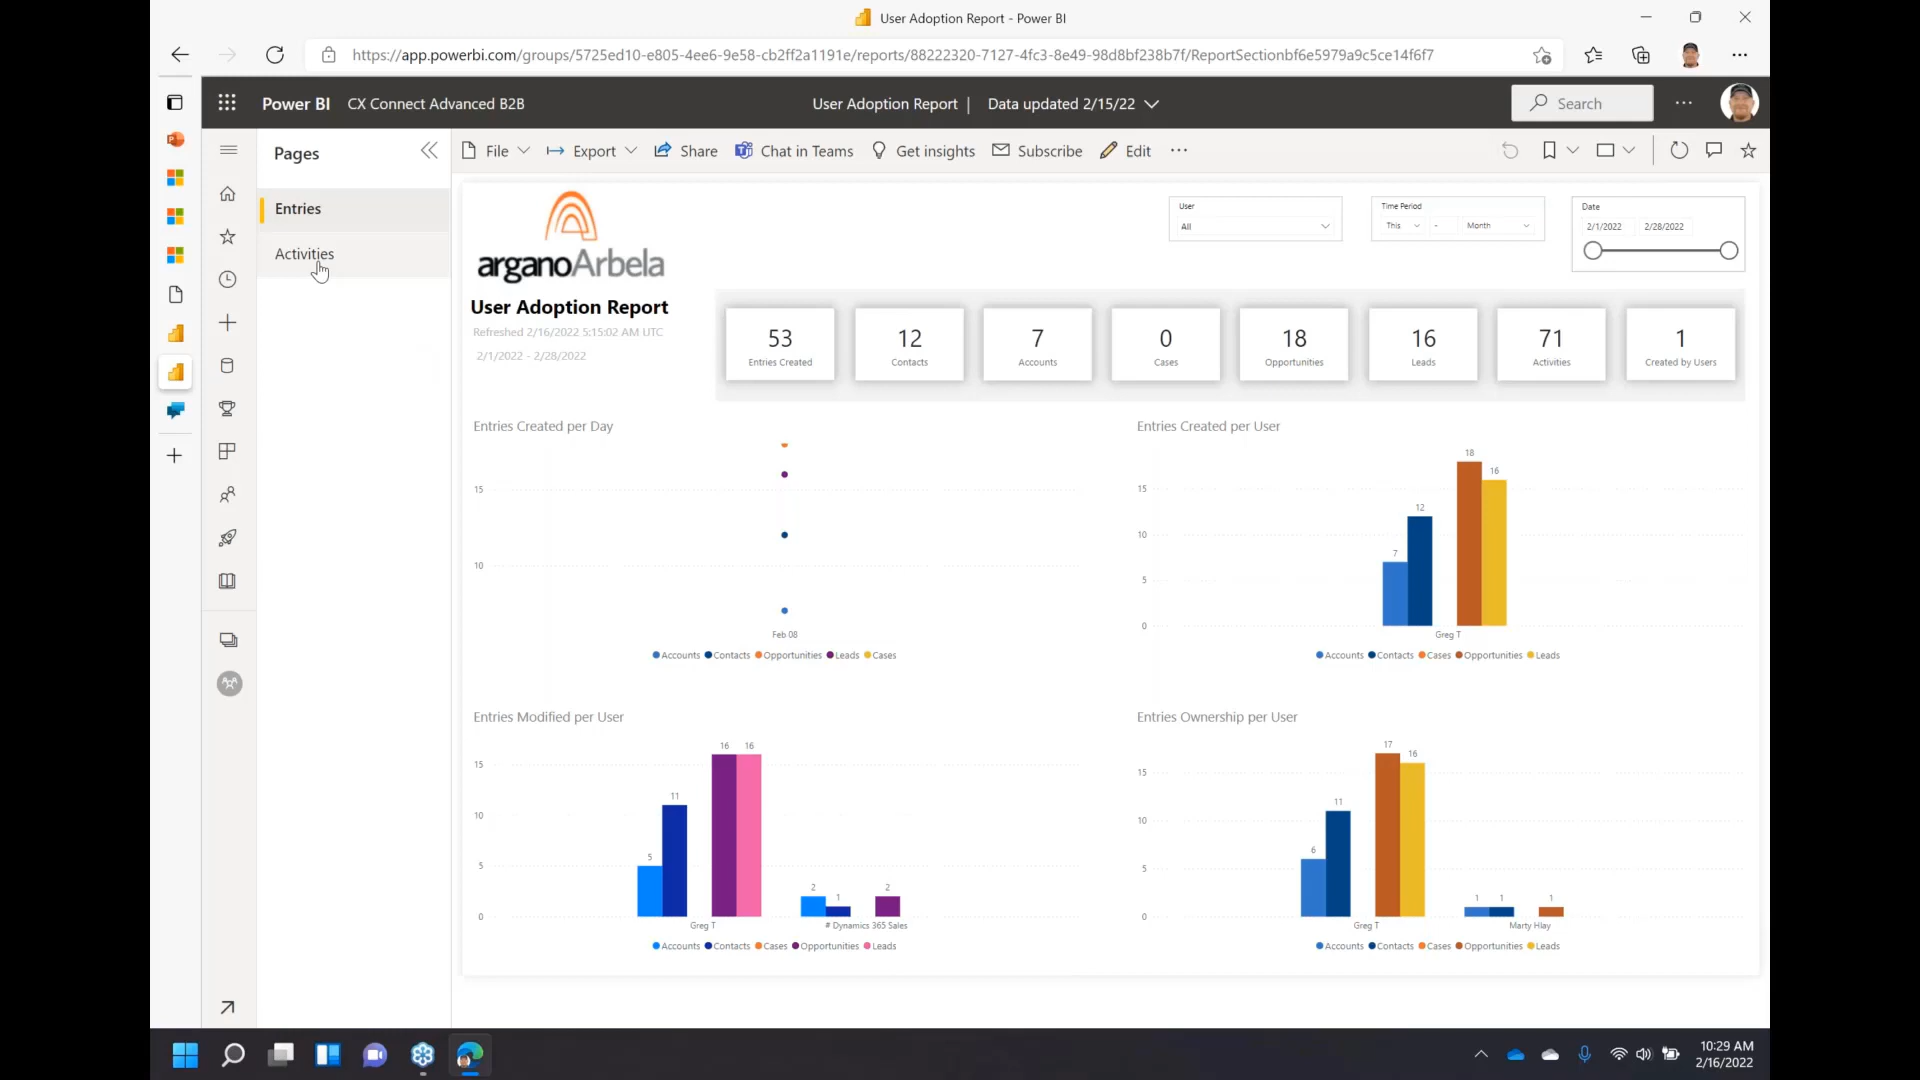 User Adoption Report - Power BI
https://app.powerbi.com/groups/5725ed10-e805-4ee6-9e58-cb2ff2a1191e/reports/88222320-7127-4fc3-8e49-98d8bf238b7f/ReportSectionbf6e5979a9c5ce14f6f7
Power BI CX Connect Advanced B2B User Adoption Report | Data updated 2/15/22 Search
Pages
File Export Share Chat in Teams Get insights Subscribe Edit
Entries
Activities
arganoArbela
User
All
Time Period
This - Month
Date
2/1/2022 2/28/2022
User Adoption Report
Refreshed 2/16/2022 5:15:02 AM UTC
2/1/2022 - 2/28/2022
53 12 7 0 18 16 71 1
Entries Created Contacts Accounts Cases Opportunities Leads Activities Created by Users
Entries Created per Day
15
10
Feb 08
Accounts Contacts Opportunities Leads Cases
Entries Created per User
18
16
15
12
10
7
5
0
Greg T
Accounts Contacts Cases Opportunities Leads
Entries Modified per User
16 16
15
11
10
5
5
2 1 2
0
Greg T # Dynamics 365 Sales
Accounts Contacts Cases Opportunities Leads
Entries Ownership per User
17
16
15
11
10
6
5
1 1 1
0
Greg T Marty Hlay
Accounts Contacts Cases Opportunities Leads
10:29 AM
2/16/2022